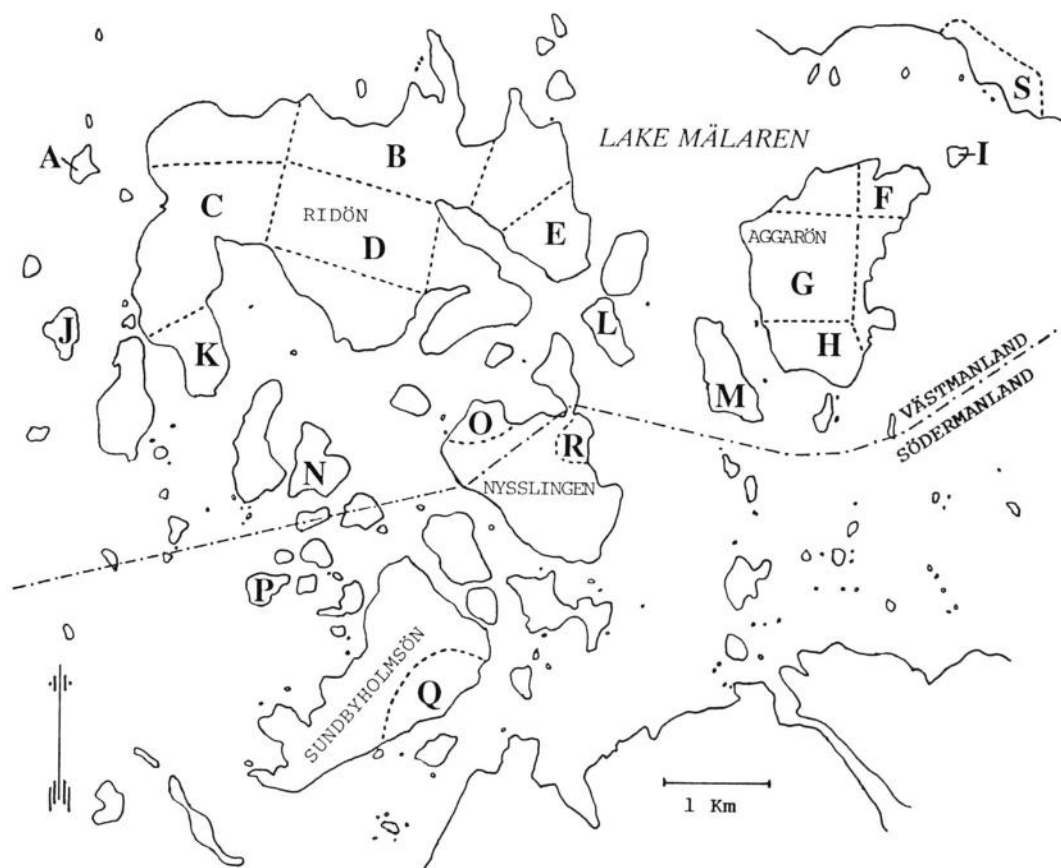 S
LAKE MÄLAREN
A
B
I
C
RIDÖN
F
E
D
AGGARÖN
G
J
L
K
H
M
VÄSTMANLAND
SÖDERMANLAND
O
R
N
NYSSLINGEN
P
SUNDBYHOLMSÖN
Q
1 Km